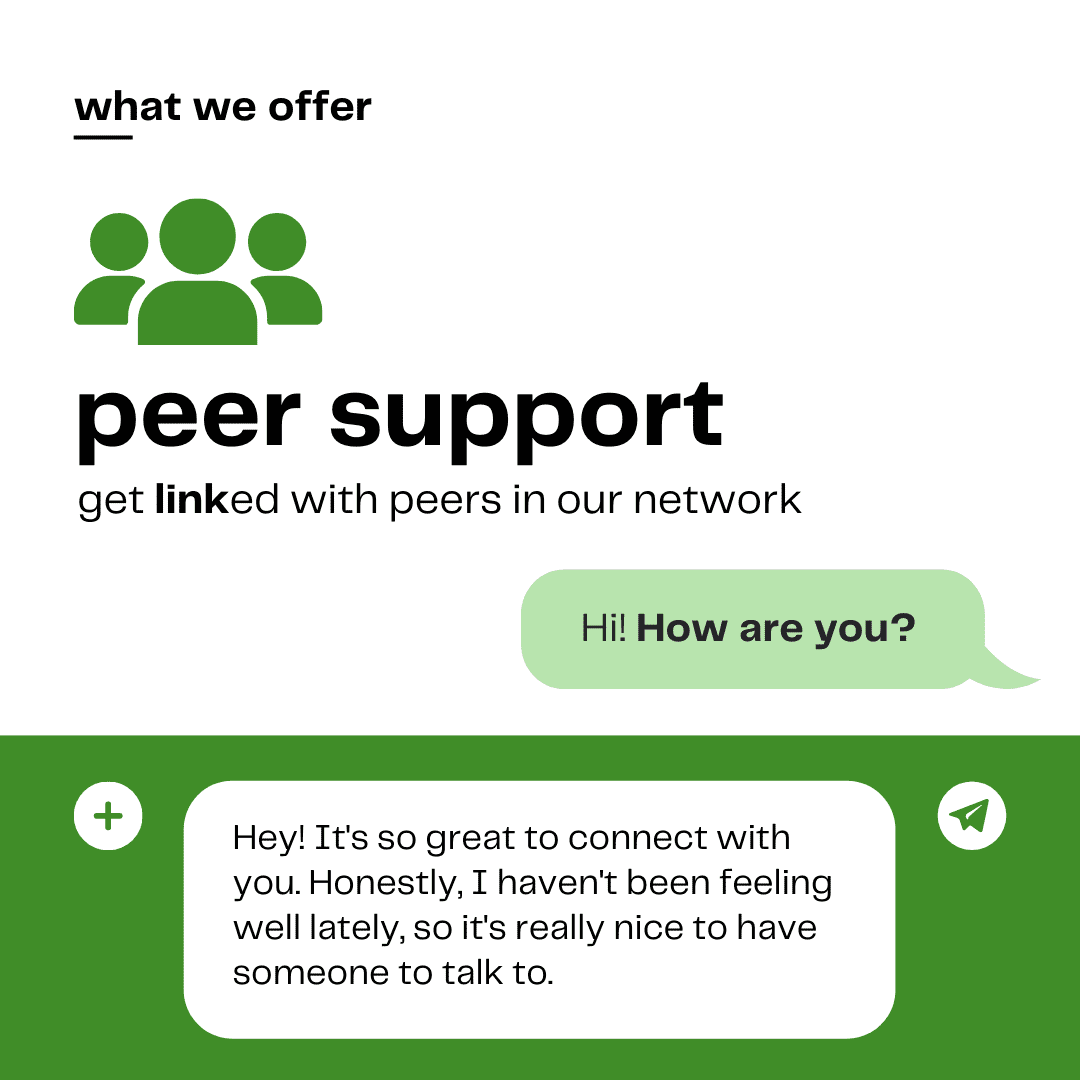 what we offer
peer support
get linked with peers in our network
Hi! How are you?
Hey! It's so great to connect with
you. Honestly, I haven't been feeling
well lately, so it's really nice to have
someone to talk to.